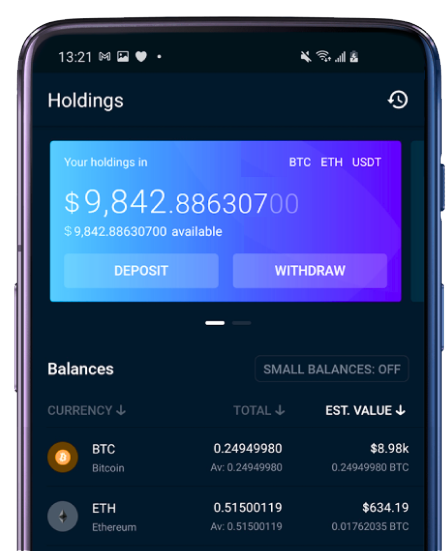 13:21
Holdings
Your holdings in BTC ETH USDT
$9,842.88630700
$9,842.88630700 available
DEPOSIT WITHDRAW
Balances SMALL BALANCES: OFF
CURRENCY ↓ TOTAL ↓ EST. VALUE ↓
BTC 0.24949980 $8.98k
Bitcoin Av: 0.24949980 0.24949980 BTC
ETH 0.51500119 $634.19
Ethereum Av: 0.51500119 0.01762035 BTC